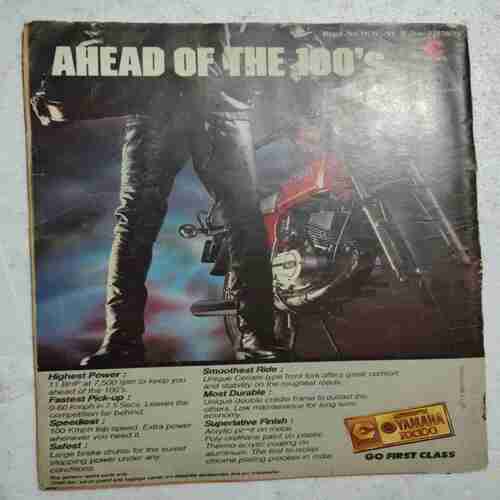 AHEAD OF THE 100's
Highest Power :
11 BHP at 7,500 rpm to keep you
ahead of the 100's.
Fastest Pick-up :
0-60 Kmph in 7.5 Secs. Leaves the
competition far behind.
Speediest :
100 Kmph top speed. Extra power
whenever you need it.
Safest :
Large brake drums for the surest
stopping power under any
conditions.
Smoothest Ride :
Unique Ceriani type front fork offers great comfort
and stability on the roughest roads.
Most Durable :
Unique double cradle frame to outlast the
others. Low maintenance for long term
economy.
Superlative Finish :
Acrylic paint on metal.
Poly urethane paint on plastic.
Thermo acrylic coating on
aluminium. The first to nickel
chrome plating process in India.
YAMAHA
RX100
GO FIRST CLASS